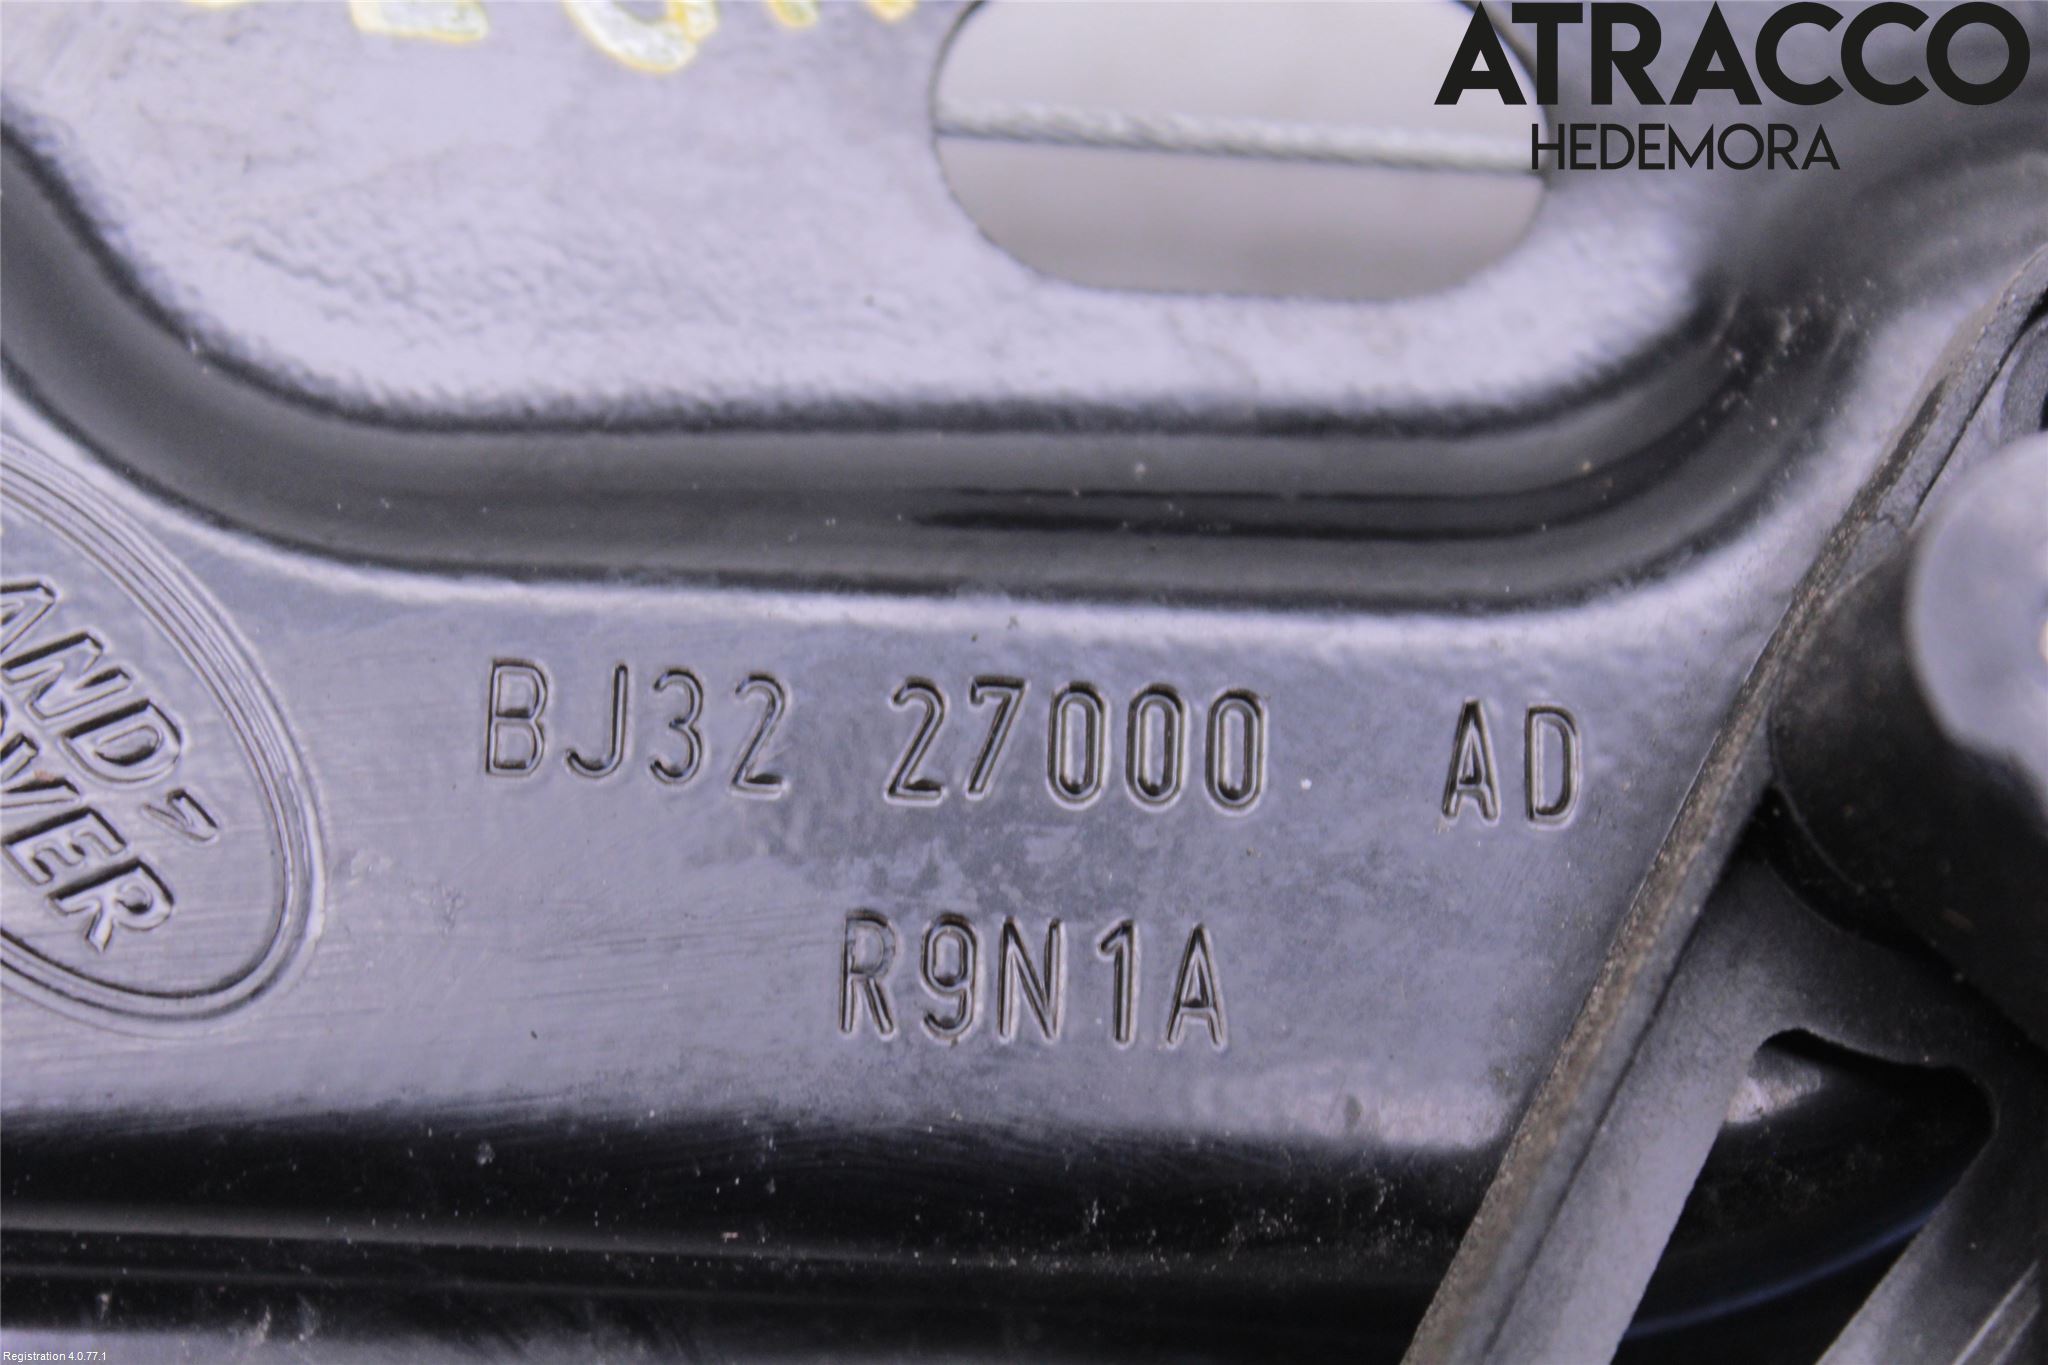 ATRACCO
HEDEMORA
BJ32 27000 AD
R9N1A
Registration 4.0.77.1